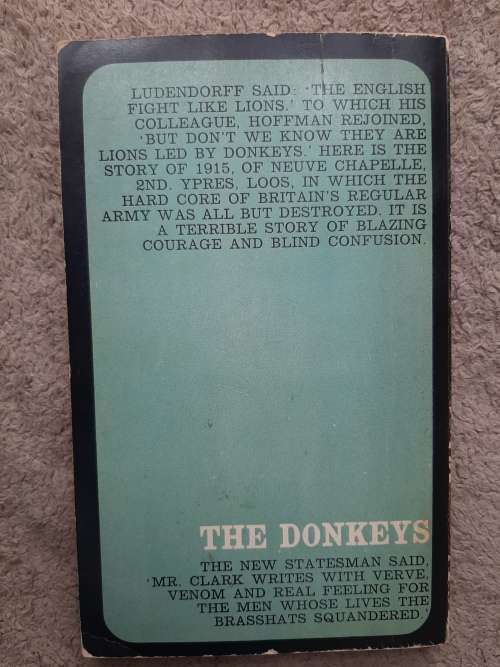 LUDENDORFF SAID: 'THE ENGLISH
FIGHT LIKE LIONS.' TO WHICH HIS
COLLEAGUE, HOFFMAN REJOINED,
'BUT DON'T WE KNOW THEY ARE
LIONS LED BY DONKEYS.' HERE IS THE
STORY OF 1915, OF NEUVE CHAPELLE,
2ND. YPRES, LOOS, IN WHICH THE
HARD CORE OF BRITAIN'S REGULAR
ARMY WAS ALL BUT DESTROYED. IT IS
A TERRIBLE STORY OF BLAZING
COURAGE AND BLIND CONFUSION.
THE DONKEYS
THE NEW STATESMAN SAID,
'MR. CLARK WRITES WITH VERVE,
VENOM AND REAL FEELING FOR
THE MEN WHOSE LIVES THE
BRASSHATS SQUANDERED.'